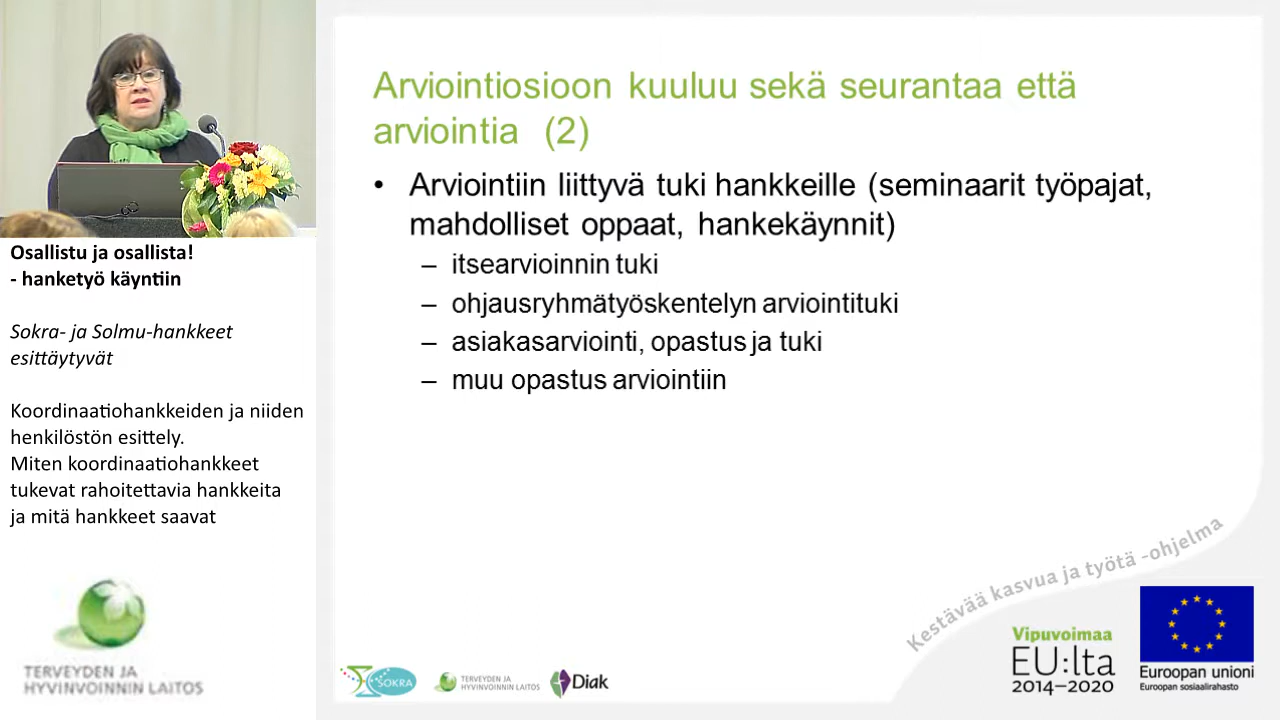 Osallistu ja osallista!
- hanketyö käyntiin
Sokra- ja Solmu-hankkeet
esittäytyvät
Koordinaatiohankkeiden ja niiden
henkilöstön esittely.
Miten koordinaatiohankkeet
tukevat rahoitettavia hankkeita
ja mitä hankkeet saavat
TERVEYDEN JA
HYVINVOINNIN LAITOS
Arviointiosioon kuuluu sekä seurantaa että
arviointia (2)
• Arviointiin liittyvä tuki hankkeille (seminaarit työpajat,
mahdolliset oppaat, hankekäynnit)
– itsearvioinnin tuki
– ohjausryhmätyöskentelyn arviointituki
– asiakasarviointi, opastus ja tuki
– muu opastus arviointiin
Kestävää kasvua ja työtä -ohjelma
SOKRA
TERVEYDEN JA
HYVINVOINNIN LAITOS
Diak
Vipuvoimaa
EU:lta
2014–2020
Euroopan unioni
Euroopan sosiaalirahasto